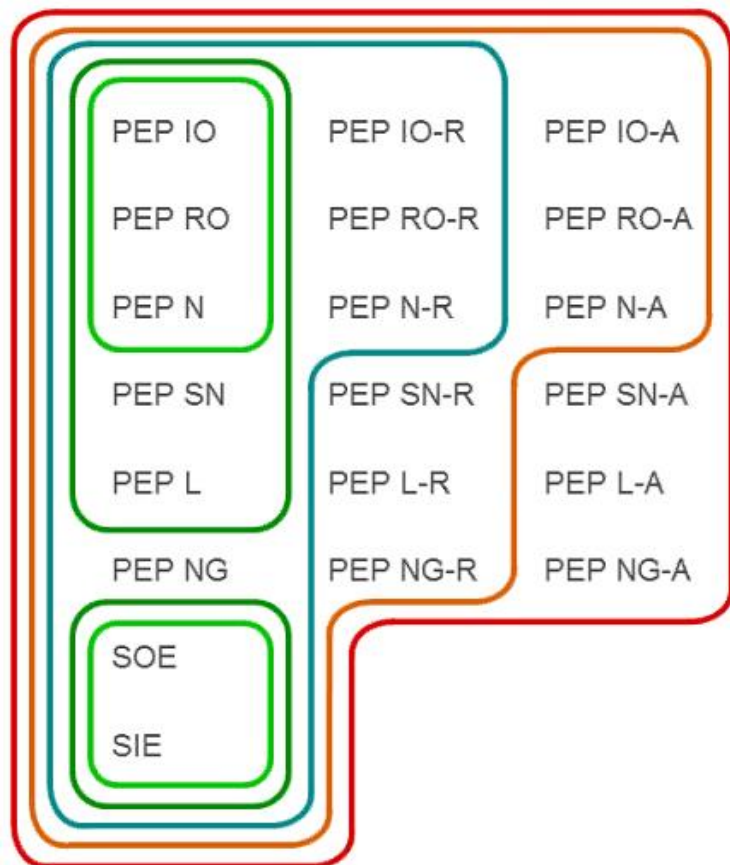 PEP IO PEP IO-R PEP IO-A
PEP RO PEP RO-R PEP RO-A
PEP N PEP N-R PEP N-A
PEP SN PEP SN-R PEP SN-A
PEP L PEP L-R PEP L-A
PEP NG PEP NG-R PEP NG-A
SOE
SIE